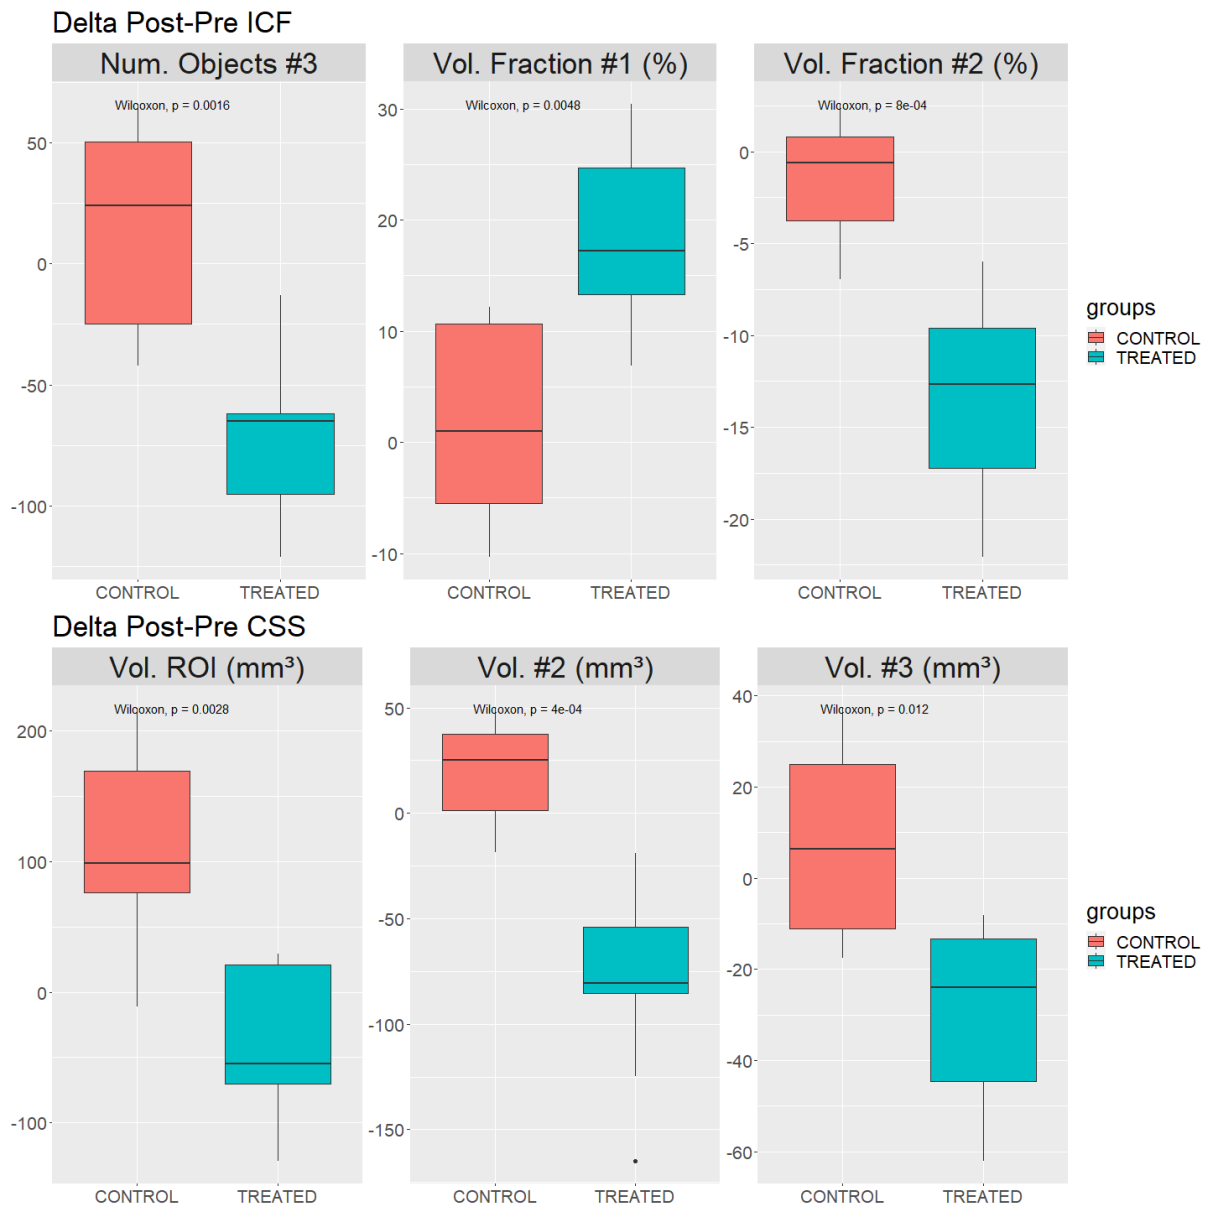 Delta Post-Pre ICF
Num. Objects #3
Vol. Fraction #1 (%)
Vol. Fraction #2 (%)
Wilcoxon, p = 0.0016
Wilcoxon, p = 0.0048
Wilcoxon, p = 8e-04
50
0
-50
-100
30
20
10
0
-10
0
-5
-10
-15
-20
CONTROL
TREATED
CONTROL
TREATED
CONTROL
TREATED
groups
CONTROL
TREATED
Delta Post-Pre CSS
Vol. ROI (mm³)
Vol. #2 (mm³)
Vol. #3 (mm³)
Wilcoxon, p = 0.0028
Wilcoxon, p = 4e-04
Wilcoxon, p = 0.012
200
100
0
-100
50
0
-50
-100
-150
40
20
0
-20
-40
-60
CONTROL
TREATED
CONTROL
TREATED
CONTROL
TREATED
groups
CONTROL
TREATED